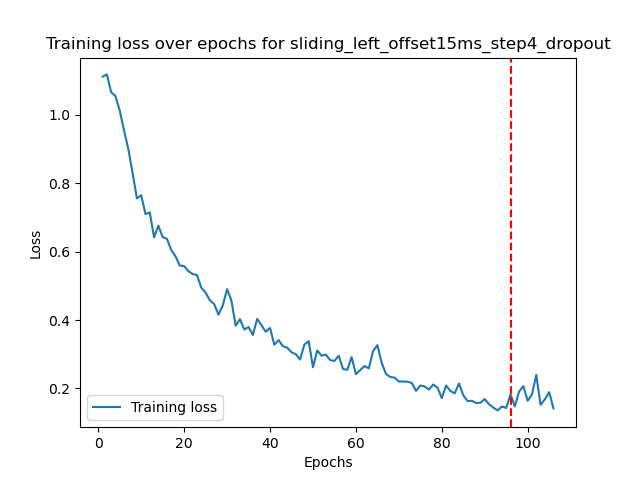 Training loss over epochs for sliding_left_offset15ms_step4_dropout
1.0
0.8
0.6
0.4
0.2
Loss
Training loss
0 20 40 60 80 100
Epochs